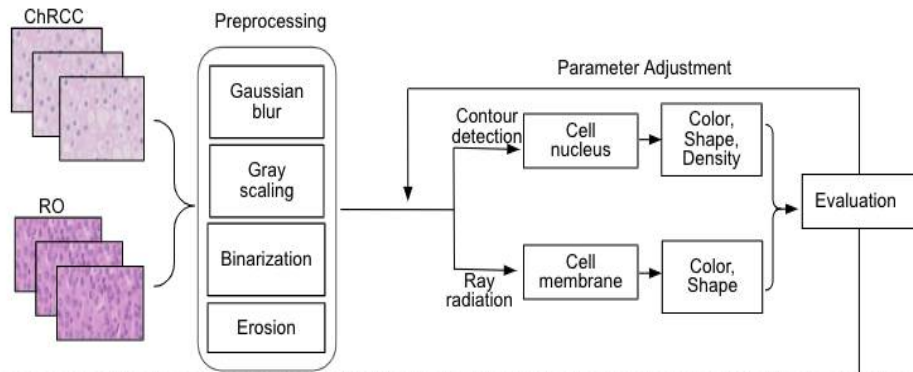 ChRCC
Preprocessing
Gaussian
blur
Gray
scaling
Binarization
Erosion
RO
Parameter Adjustment
Contour
detection
Cell
nucleus
Color,
Shape,
Density
Evaluation
Ray
radiation
Cell
membrane
Color,
Shape